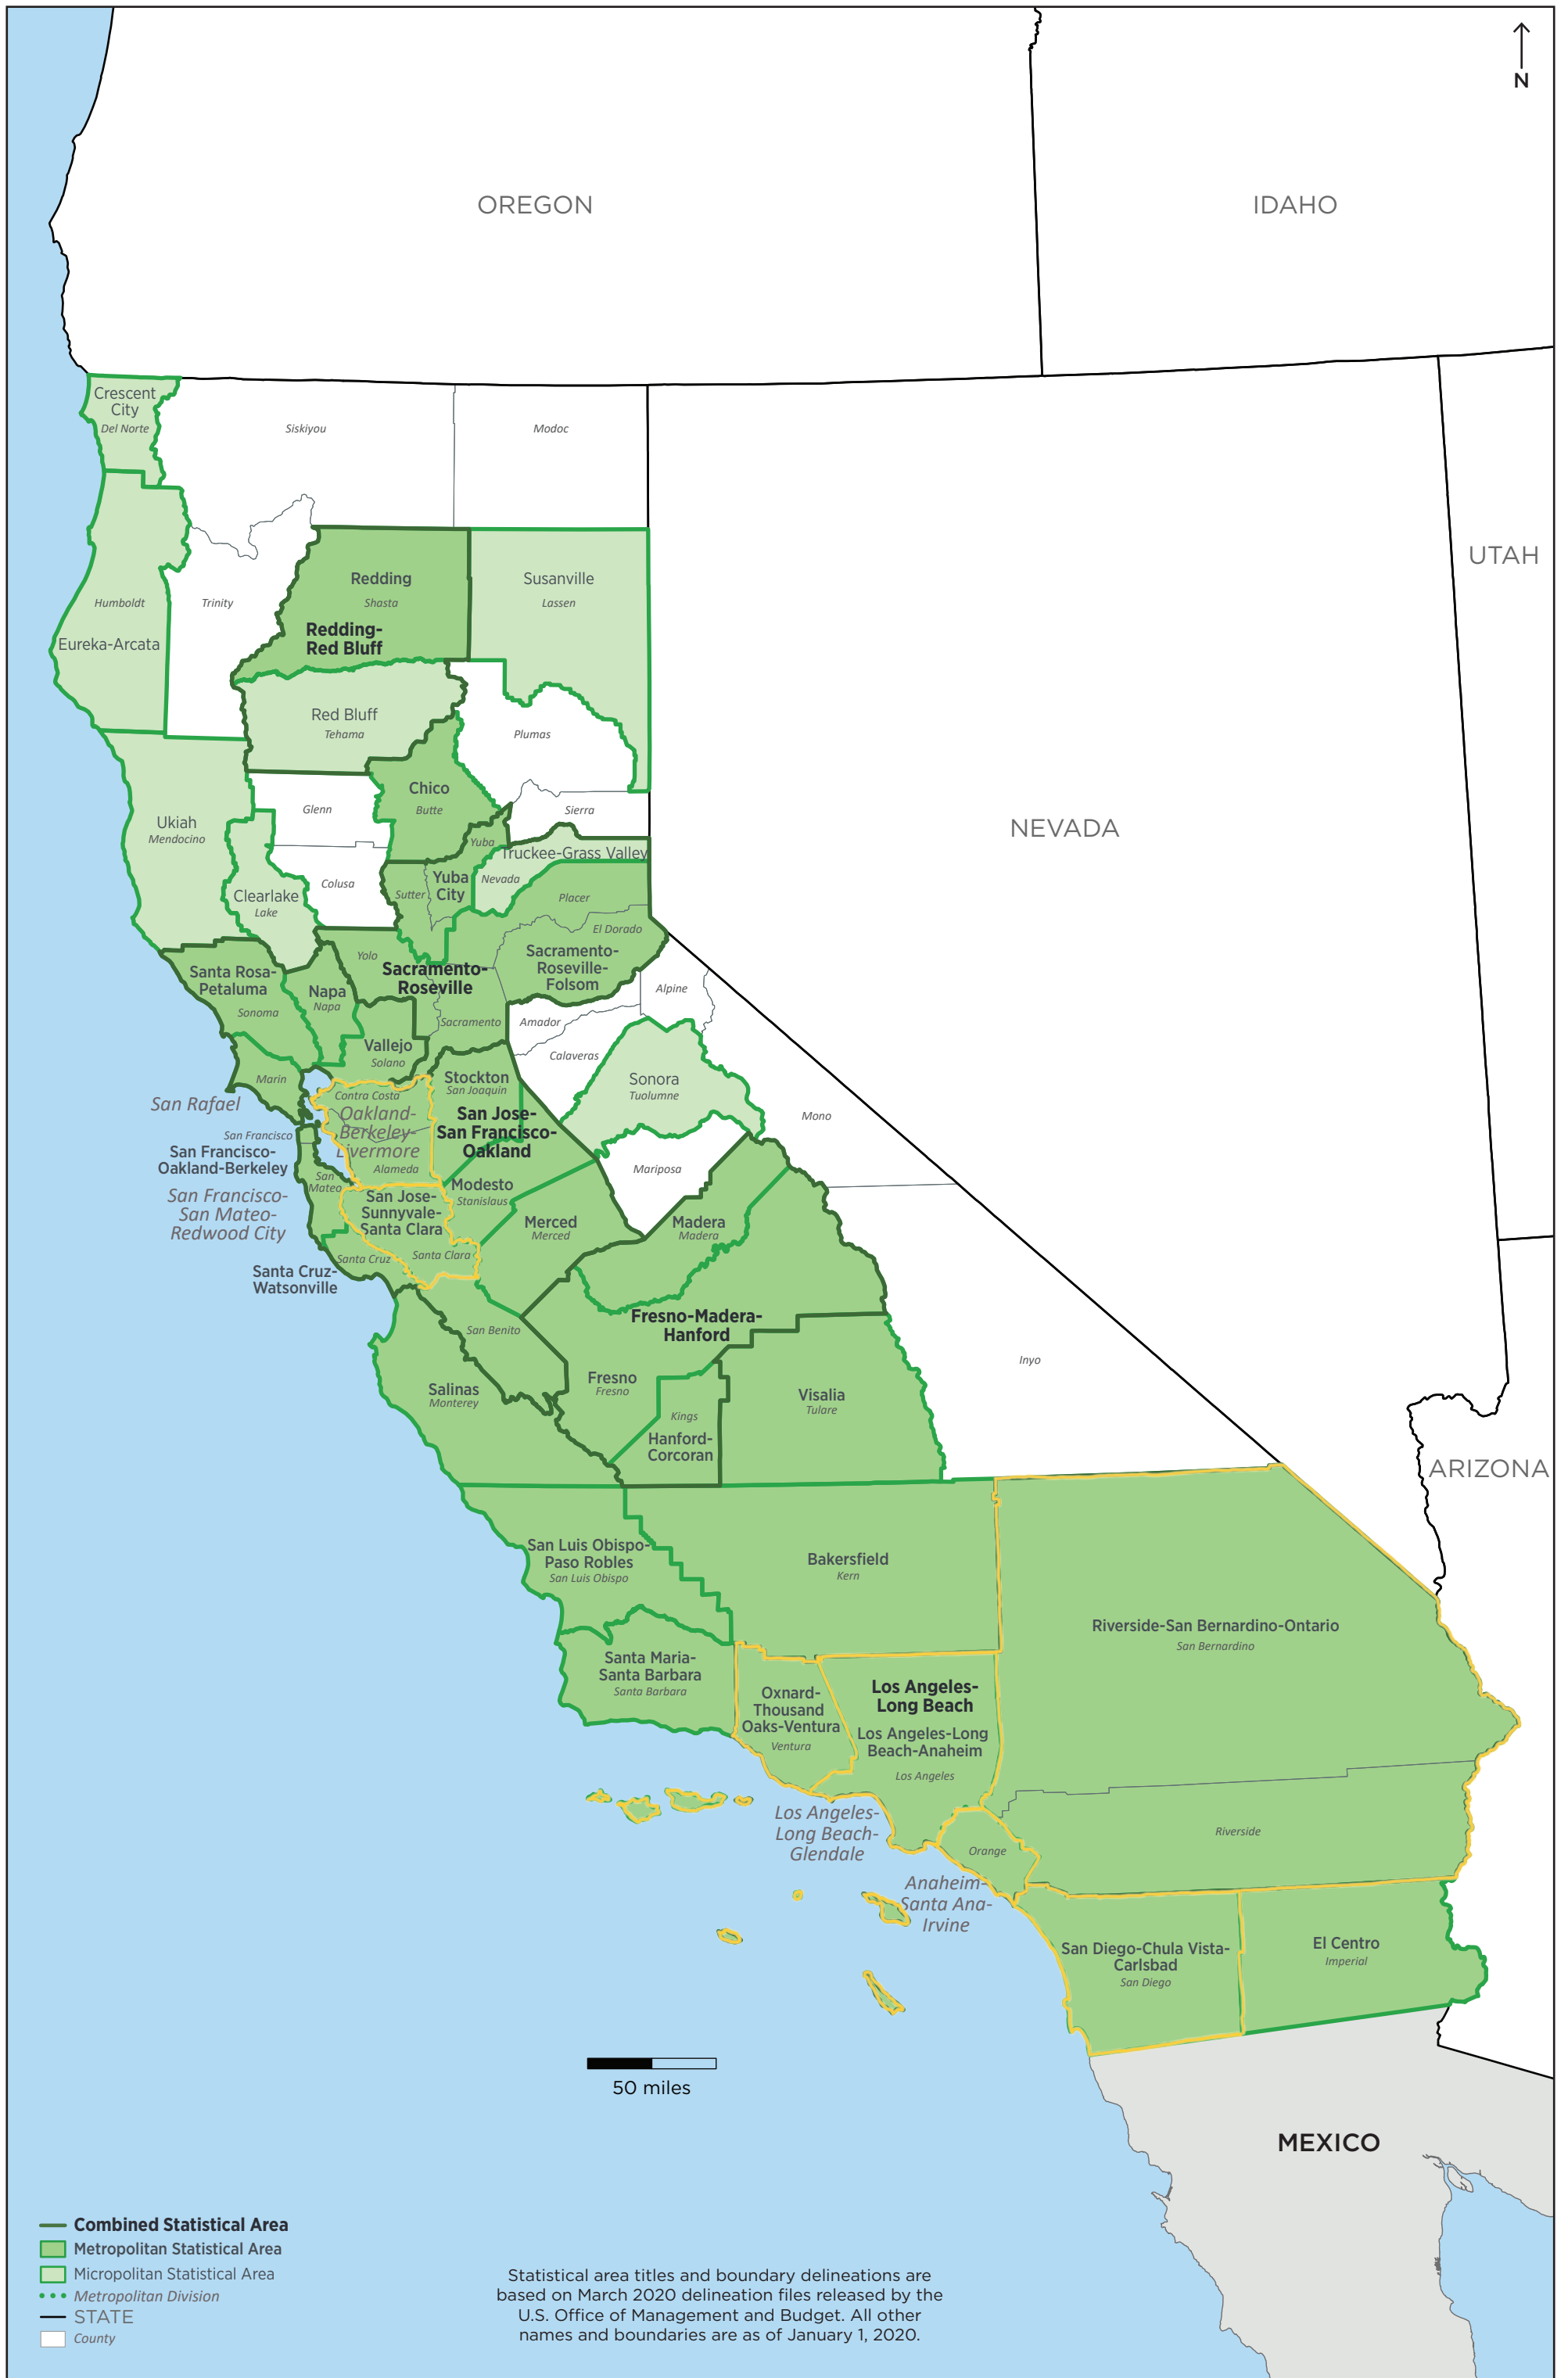 N
OREGON
IDAHO
Crescent
City
Del Norte
Siskiyou
Modoc
UTAH
Redding
Shasta
Redding-
Red Bluff
Susanville
Lassen
Humboldt
Trinity
Eureka-Arcata
Red Bluff
Tehama
Plumas
Chico
Butte
Glenn
Sierra
Ukiah
Mendocino
NEVADA
Yuba
Truckee-Grass Valley
Nevada
Colusa
Sutter
Yuba
City
Clearlake
Lake
Placer
El Dorado
Yolo
Sacramento-
Roseville
Sacramento-
Roseville-
Folsom
Santa Rosa-
Petaluma
Sonoma
Napa
Napa
Alpine
Sacramento
Amador
Vallejo
Solano
Calaveras
Marin
Stockton
San Joaquin
Sonora
Tuolumne
San Rafael
Contra Costa
Oakland-
Berkeley-
Livermore
Alameda
San Jose-
San Francisco-
Oakland
Mono
San Francisco
San Francisco-
Oakland-Berkeley
San
Mateo
Mariposa
San Francisco-
San Mateo-
Redwood City
San Jose-
Sunnyvale-
Santa Clara
Modesto
Stanislaus
Merced
Merced
Madera
Madera
Santa Cruz
Santa Clara
Santa Cruz-
Watsonville
San Benito
Fresno-Madera-
Hanford
Inyo
Salinas
Monterey
Fresno
Fresno
Visalia
Tulare
Kings
Hanford-
Corcoran
ARIZONA
San Luis Obispo-
Paso Robles
San Luis Obispo
Bakersfield
Kern
Riverside-San Bernardino-Ontario
San Bernardino
Santa Maria-
Santa Barbara
Santa Barbara
Oxnard-
Thousand
Oaks-Ventura
Ventura
Los Angeles-
Long Beach
Los Angeles-Long
Beach-Anaheim
Los Angeles
Los Angeles-
Long Beach-
Glendale
Riverside
Orange
Anaheim-
Santa Ana-
Irvine
San Diego-Chula Vista-
Carlsbad
San Diego
El Centro
Imperial
50 miles
MEXICO
Combined Statistical Area
Metropolitan Statistical Area
Micropolitan Statistical Area
Metropolitan Division
STATE
County
Statistical area titles and boundary delineations are
based on March 2020 delineation files released by the
U.S. Office of Management and Budget. All other
names and boundaries are as of January 1, 2020.